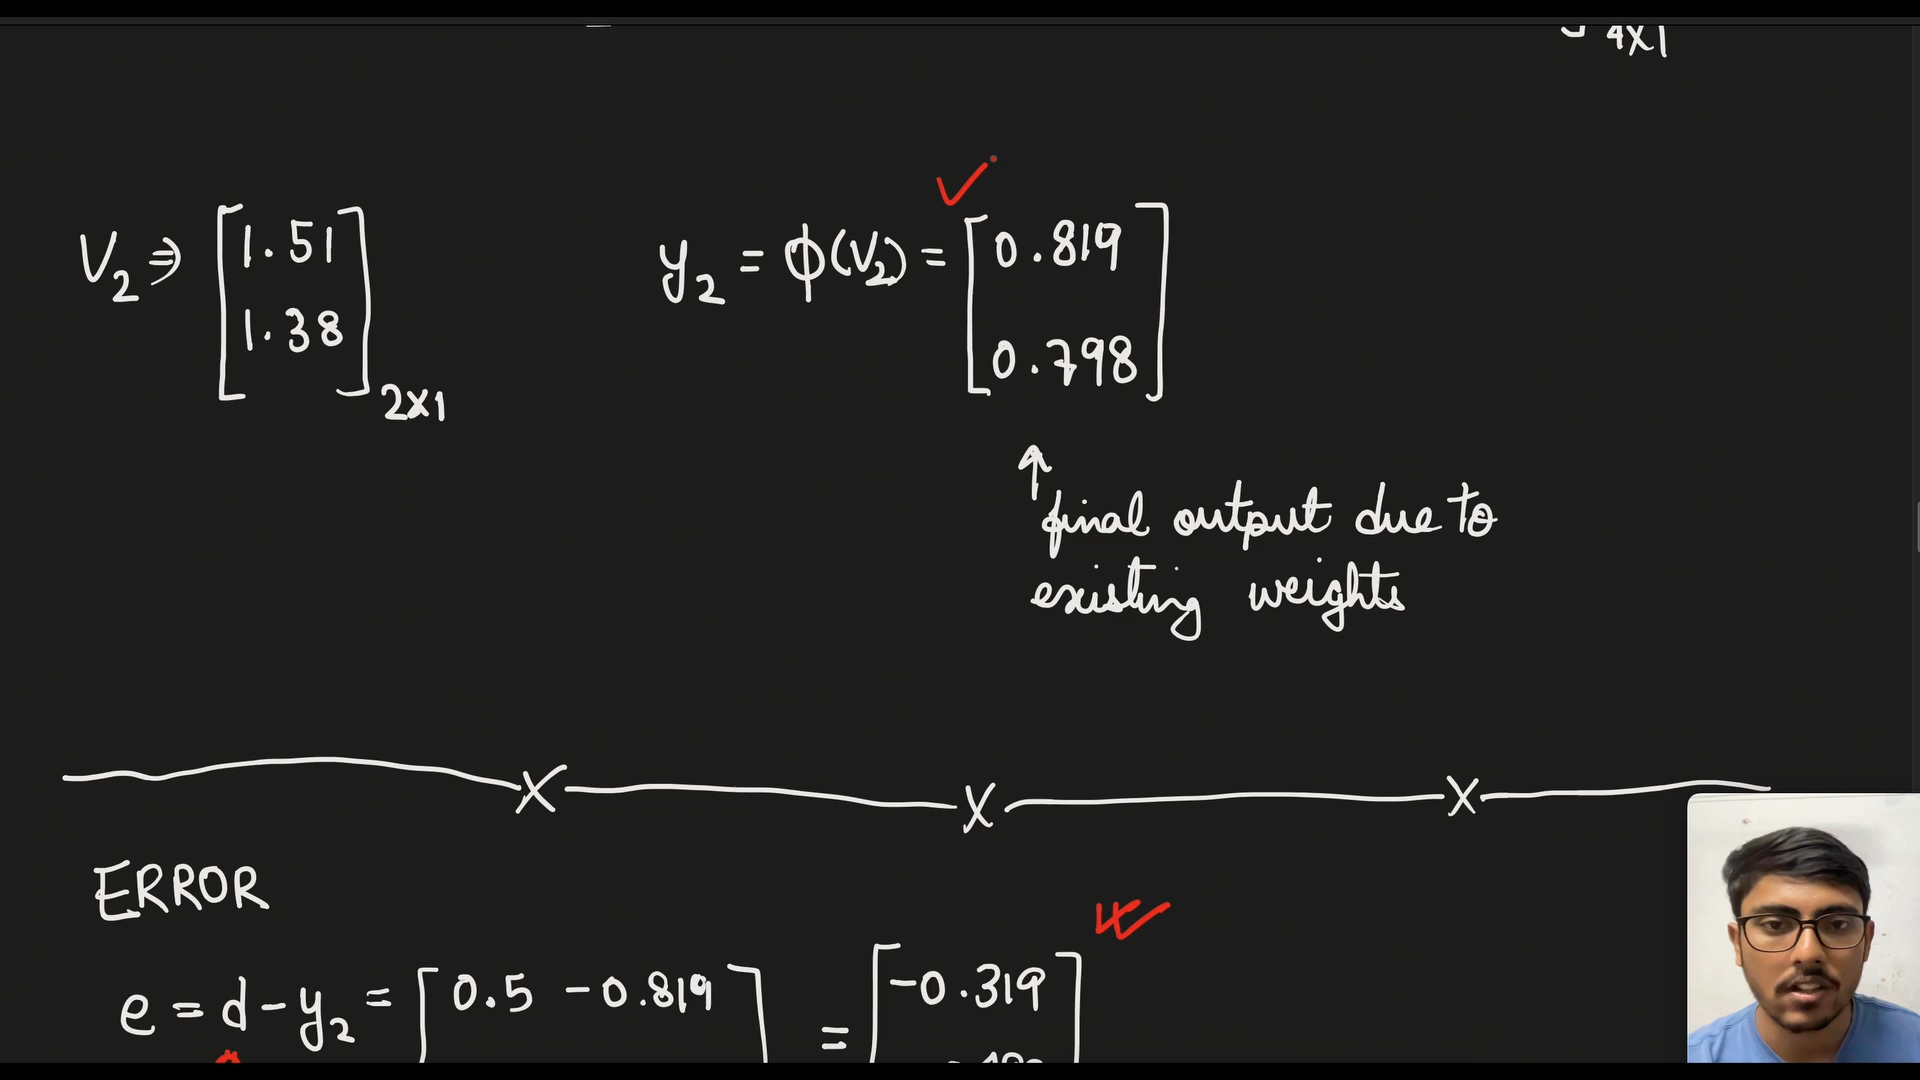 4x1
V₂ ⇒ [1.51
1.38] 2x1
y₂ = ϕ(V₂) = [0.819
0.798]
↑
final output due to
existing weights
x x x
ERROR
e = d - y₂ = [0.5 - 0.819
= [-0.319